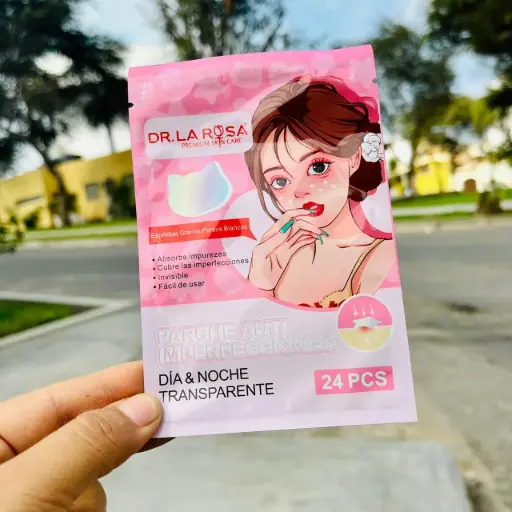 DR.LA ROSA
PREMIUM SKIN CARE
Espinillas Granos,Puntos Blancos
• Absorbe Impurezas
• Cubre las imperfecciones
• Invisible
• Fácil de usar
PARCHE ANTI
IMPERFECCIONES
DÍA & NOCHE
TRANSPARENTE
24 PCS